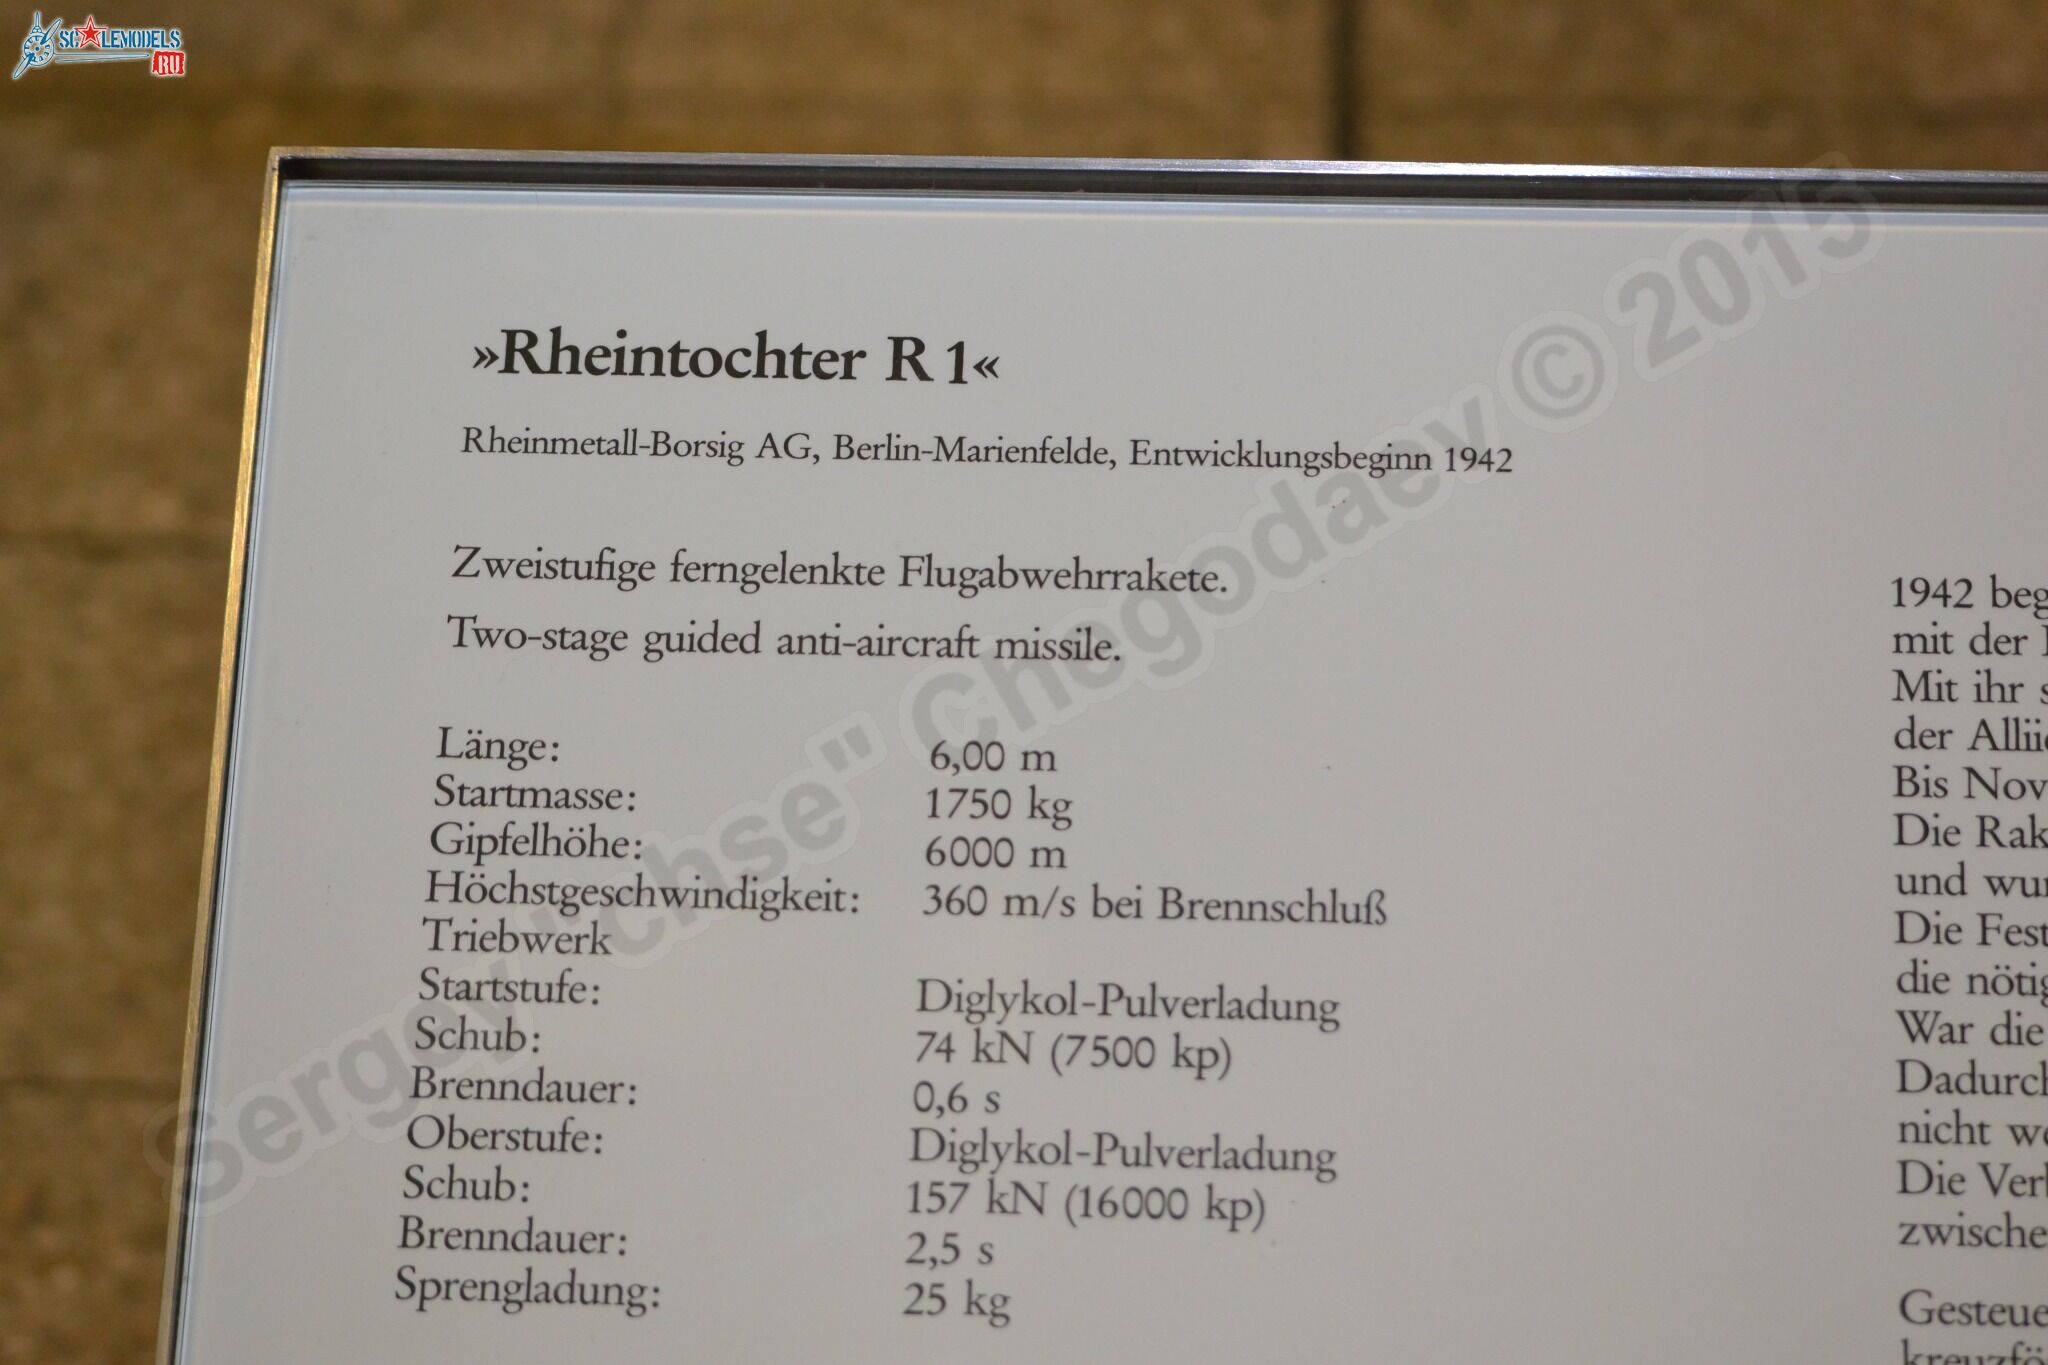 SCALEMODELS
RU
»Rheintochter R 1«
Rheinmetall-Borsig AG, Berlin-Marienfelde, Entwicklungsbeginn 1942
Zweistufige ferngelenkte Flugabwehrrakete.
Two-stage guided anti-aircraft missile.
Länge: 6,00 m
Startmasse: 1750 kg
Gipfelhöhe: 6000 m
Höchstgeschwindigkeit: 360 m/s bei Brennschluß
Triebwerk
Startstufe: Diglykol-Pulverladung
Schub: 74 kN (7500 kp)
Brenndauer: 0,6 s
Oberstufe: Diglykol-Pulverladung
Schub: 157 kN (16000 kp)
Brenndauer: 2,5 s
Sprengladung: 25 kg
1942
mit der
Mit ihr
der
Bis
Die
und
Die
die
War die
nicht
Die
Sergey "chse" Chegodaev © 2015